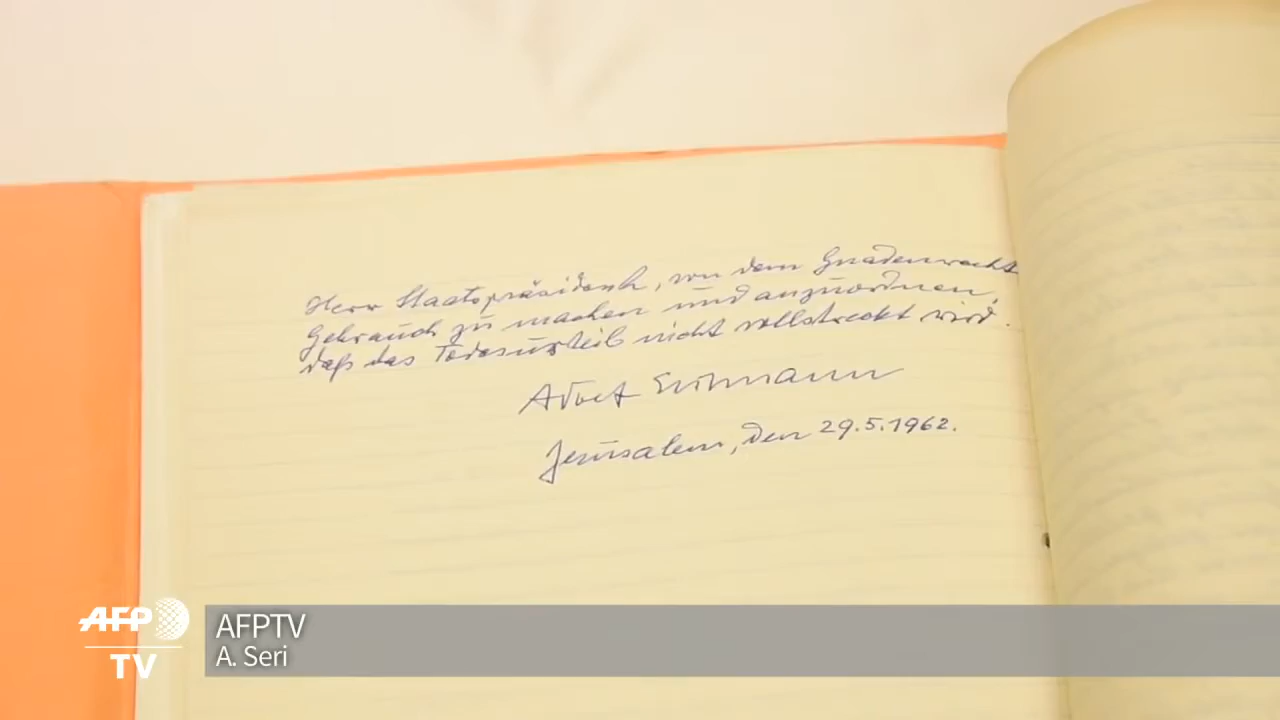 Herr Staatspräsident, von dem Gnadenrecht
Gebrauch zu machen und anzuordnen,
daß das Todesurteil nicht vollstreckt wird.
Adolf Eichmann
Jerusalem, den 29.5.1962.
AFP
TV
AFPTV
A. Seri